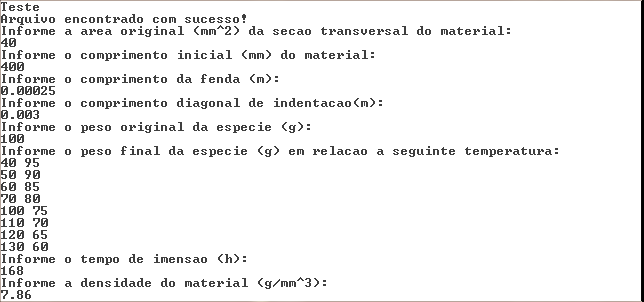 Teste
Arquivo encontrado com sucesso!
Informe a area original (mm^2) da secao transversal do material:
40
Informe o comprimento inicial (mm) do material:
400
Informe o comprimento da fenda (m):
0.00025
Informe o comprimento diagonal de indentacao(m):
0.003
Informe o peso original da especie (g):
100
Informe o peso final da especie (g) em relacao a seguinte temperatura:
40 95
50 90
60 85
70 80
100 75
110 70
120 65
130 60
Informe o tempo de imensao (h):
168
Informe a densidade do material (g/mm^3):
7.86